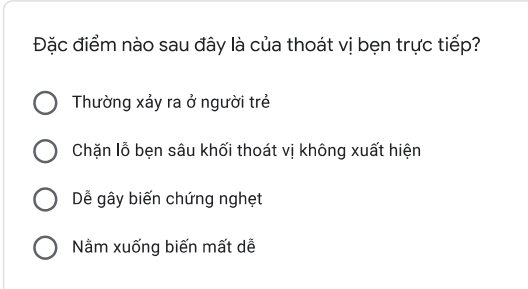 Đặc điểm nào sau đây là của thoát vị bẹn trực tiếp?
Thường xảy ra ở người trẻ
Chặn lỗ bẹn sâu khối thoát vị không xuất hiện
Dễ gây biến chứng nghẹt
Nằm xuống biến mất dễ